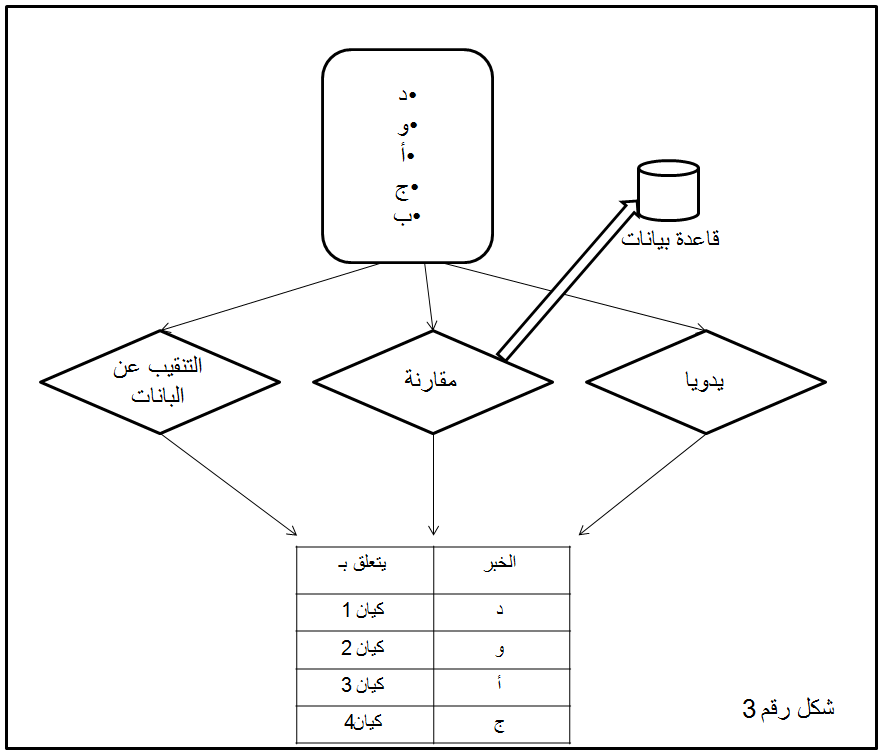 •د
•و
•أ
•ج
•ب
قاعدة بيانات
يدويا
مقارنة
التنقيب عن
البانات
الخبر يتعلق بـ
د كيان 1
و كيان 2
أ كيان 3
ج كيان4
شكل رقم 3